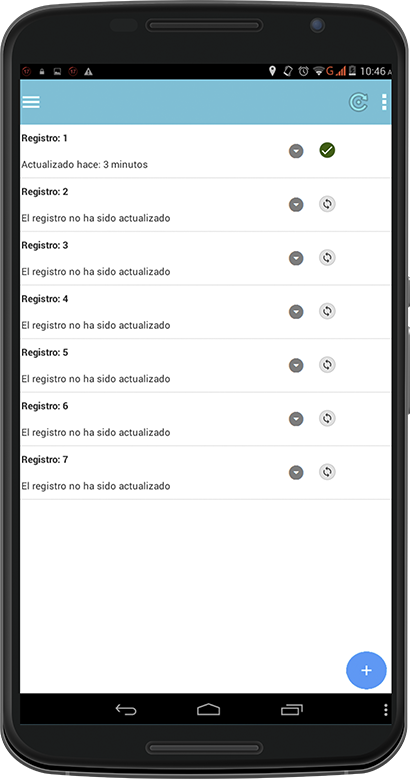 G
10:46
Registro: 1
Actualizado hace: 3 minutos
Registro: 2
El registro no ha sido actualizado
Registro: 3
El registro no ha sido actualizado
Registro: 4
El registro no ha sido actualizado
Registro: 5
El registro no ha sido actualizado
Registro: 6
El registro no ha sido actualizado
Registro: 7
El registro no ha sido actualizado
+